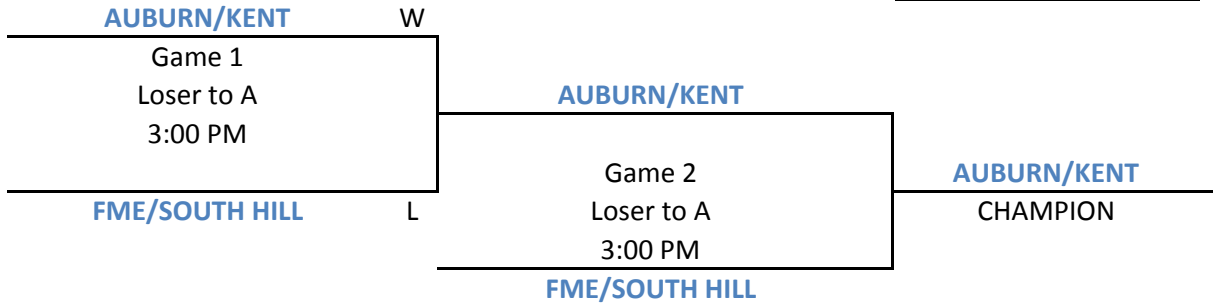 AUBURN/KENT W
Game 1
Loser to A
3:00 PM
FME/SOUTH HILL L
AUBURN/KENT
Game 2
Loser to A
3:00 PM
FME/SOUTH HILL
AUBURN/KENT
CHAMPION